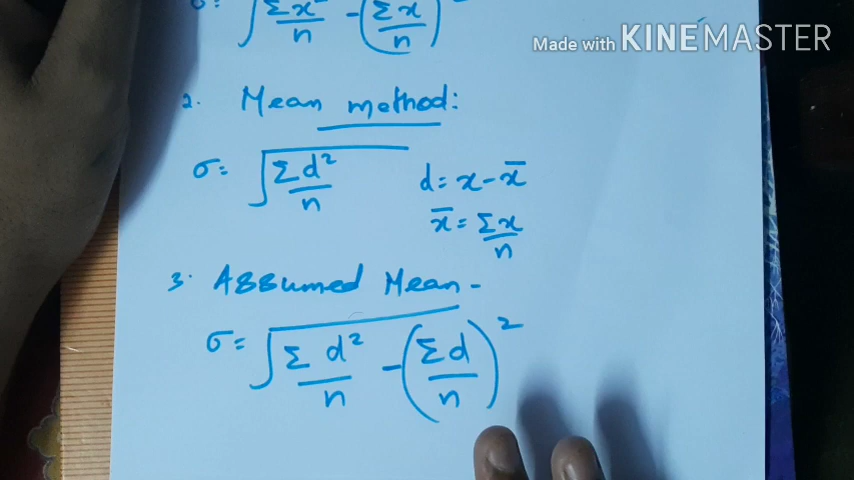 σ = √Σx²/n - (Σx/n)²
Made with KINEMASTER
2. Mean method:
σ = √Σd²/n d = x - x̄
x̄ = Σx/n
3. Assumed Mean -
σ = √Σd²/n - (Σd/n)²